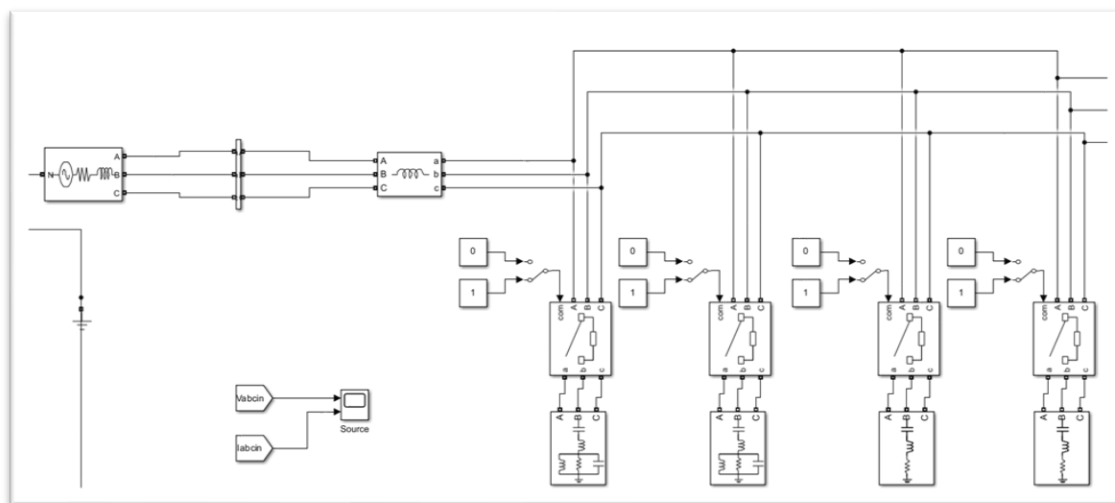 A
N B
C
A a
B b
C c
0 0 0 0
1 1 1 1
com A B C com A B C com A B C com A B C
a b c a b c a b c a b c
A B C A B C A B C A B C
Vabcin
Iabcin
Source